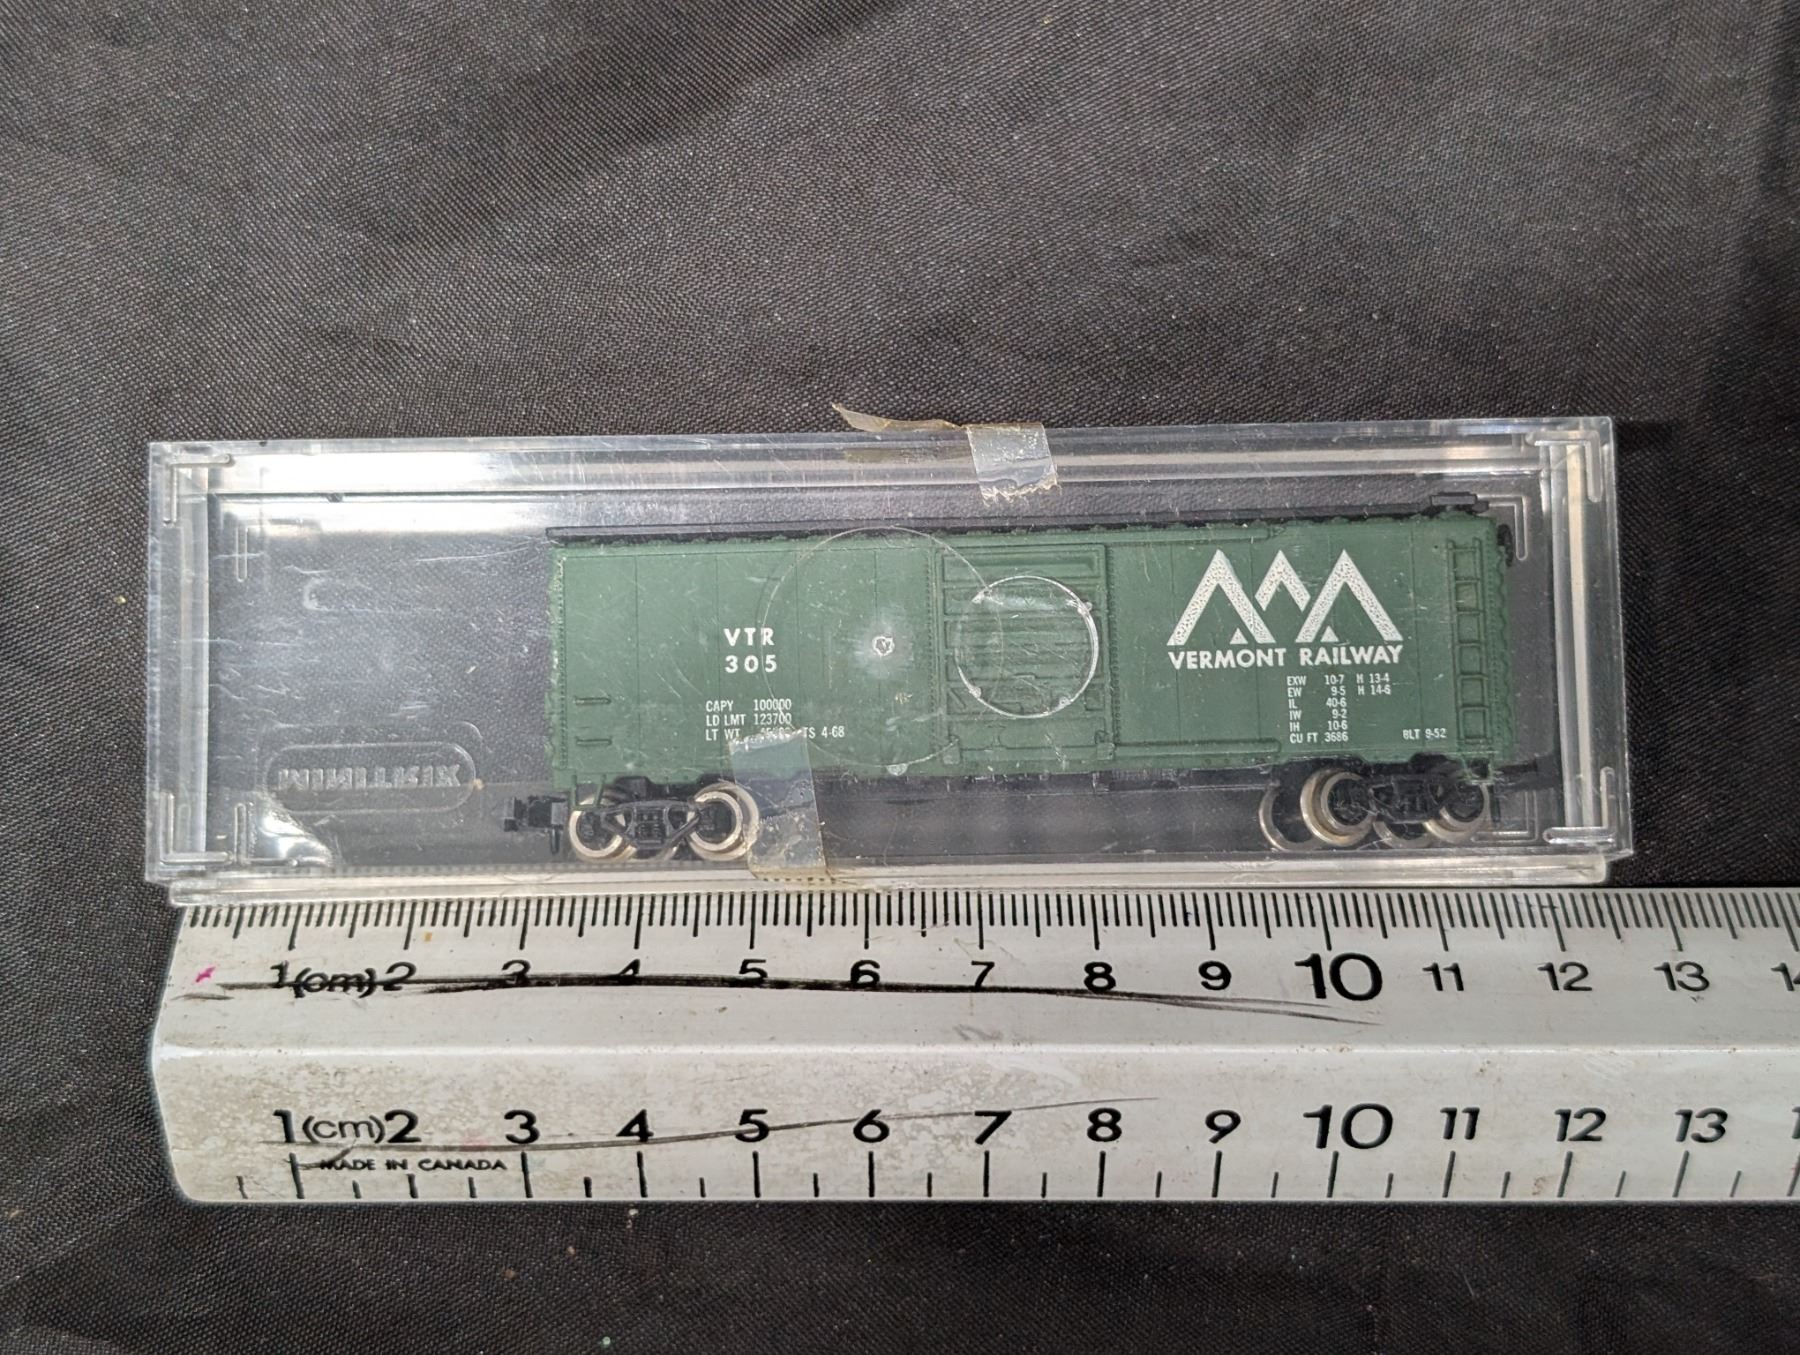 VTR
305
CAPY 100000
LD LMT 123700
LT WT TS 4-68
VERMONT RAILWAY
EXW 10-7 H 13-4
EW 9-5 H 14-6
IL 40-6
IW 9-2
IH 10-6
CU FT 3686
BLT 9-52
1 (cm) 2 3 4 5 6 7 8 9 10 11 12 13 14
1 (cm) 2 3 4 5 6 7 8 9 10 11 12 13
MADE IN CANADA